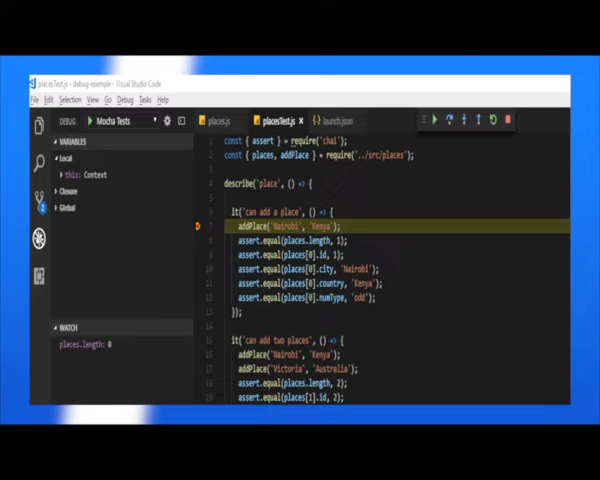 placesTest.js - debug-example - Visual Studio Code
File Edit Selection View Go Debug Tasks Help
DEBUG Mocha Tests
places.js placesTest.js launch.json
VARIABLES
Local
this: Context
Closure
Global
2
WATCH
places.length: 0
1 const { assert } = require('chai');
2 const { places, addPlace } = require('../src/places');
3
4 describe('place', () => {
5
6 it('can add a place', () => {
7 addPlace('Nairobi', 'Kenya');
8 assert.equal(places.length, 1);
9 assert.equal(places[0].id, 1);
10 assert.equal(places[0].city, 'Nairobi');
11 assert.equal(places[0].country, 'Kenya');
12 assert.equal(places[0].numType, 'odd');
13 });
14
15 it('can add two places', () => {
16 addPlace('Nairobi', 'Kenya');
17 addPlace('Victoria', 'Australia');
18 assert.equal(places.length, 2);
19 assert.equal(places[1].id, 2);